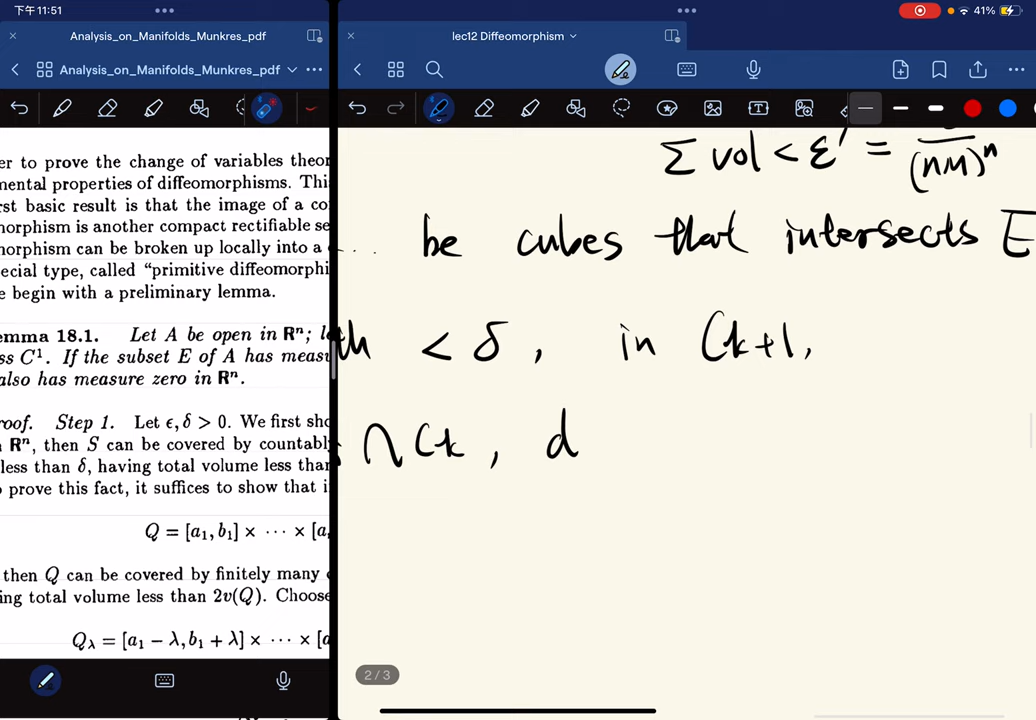 下午11:51
41%
Analysis_on_Manifolds_Munkres_pdf
lec12 Diffeomorphism
Analysis_on_Manifolds_Munkres_pdf
er to prove the change of variables theor
mental properties of diffeomorphisms. This
rst basic result is that the image of a co
morphism is another compact rectifiable se
morphism can be broken up locally into a
ecial type, called “primitive diffeomorphi
e begin with a preliminary lemma.
emma 18.1. Let A be open in Rⁿ; l
ss C¹. If the subset E of A has meas
also has measure zero in Rⁿ.
roof. Step 1. Let ϵ, δ > 0. We first sho
Rⁿ, then S can be covered by countabl
less than δ, having total volume less than
o prove this fact, it suffices to show that i
Q = [a₁, b₁] × ··· × [a
then Q can be covered by finitely many
ing total volume less than 2v(Q). Choose
Q_λ = [a₁ − λ, b₁ + λ] × ··· × [a
Σ vol < ε' = /(nM)ⁿ
... be cubes that intersects E
th < δ, in Ck+1,
∩ Ck, d
2 / 3